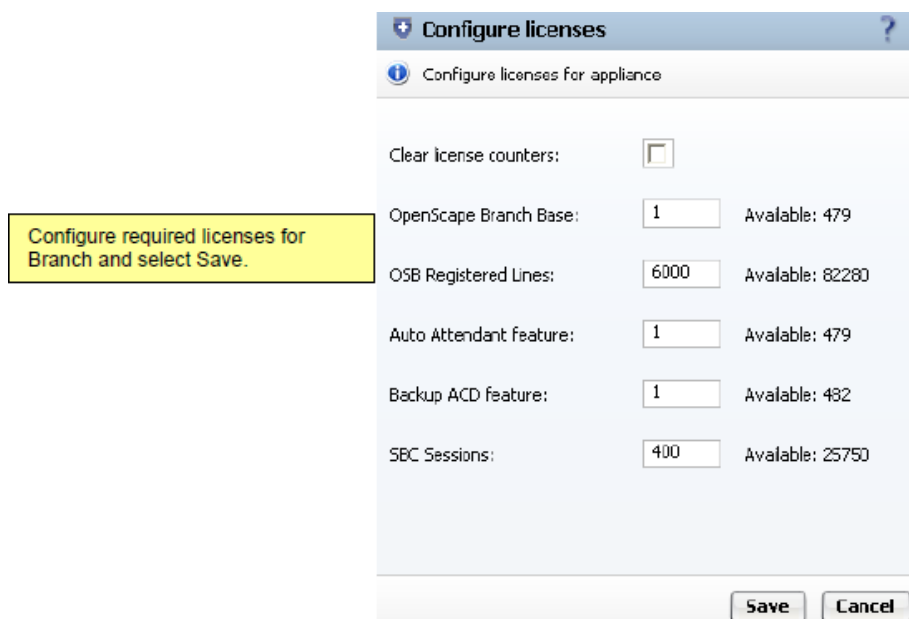 Configure licenses ?
Configure licenses for appliance
Clear license counters:
Configure required licenses for
Branch and select Save.
OpenScape Branch Base: 1 Available: 479
OSB Registered Lines: 6000 Available: 82280
Auto Attendant feature: 1 Available: 479
Backup ACD feature: 1 Available: 482
SBC Sessions: 400 Available: 25750
Save Cancel